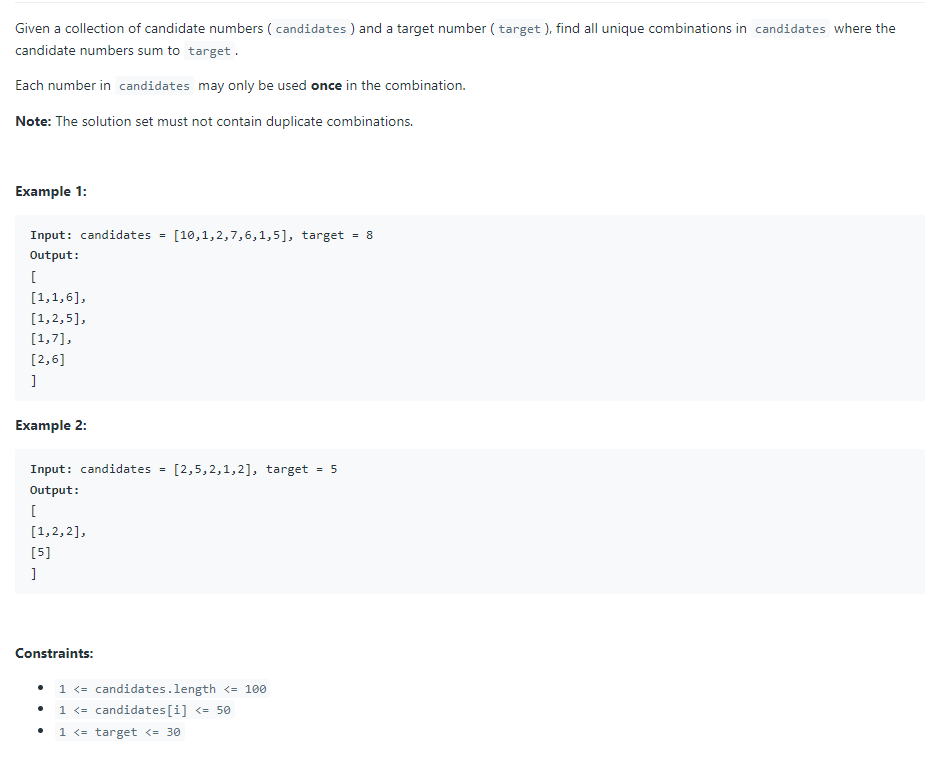 Given a collection of candidate numbers ( candidates ) and a target number ( target ), find all unique combinations in candidates where the
candidate numbers sum to target .
Each number in candidates may only be used once in the combination.
Note: The solution set must not contain duplicate combinations.
Example 1:
Input: candidates = [10,1,2,7,6,1,5], target = 8
Output:
[
[1,1,6],
[1,2,5],
[1,7],
[2,6]
]
Example 2:
Input: candidates = [2,5,2,1,2], target = 5
Output:
[
[1,2,2],
[5]
]
Constraints:
• 1 <= candidates.length <= 100
• 1 <= candidates[i] <= 50
• 1 <= target <= 30